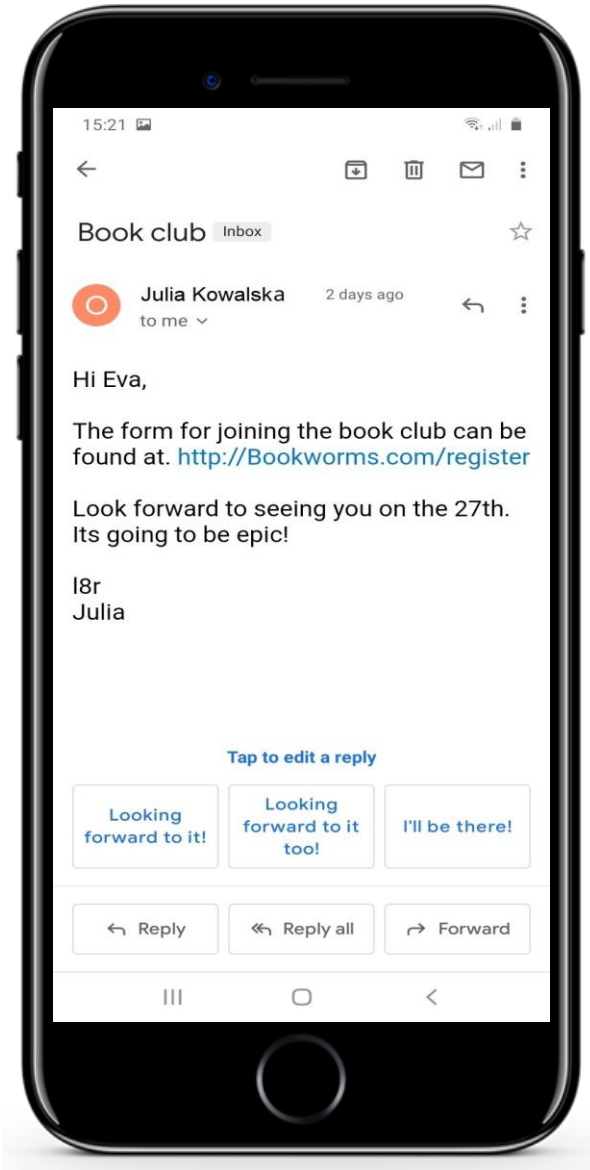 15:21
Book club Inbox
O
Julia Kowalska 2 days ago
to me
Hi Eva,
The form for joining the book club can be
found at. http://Bookworms.com/register
Look forward to seeing you on the 27th.
Its going to be epic!
l8r
Julia
Tap to edit a reply
Looking
forward to it!
Looking
forward to it
too!
I'll be there!
Reply Reply all Forward